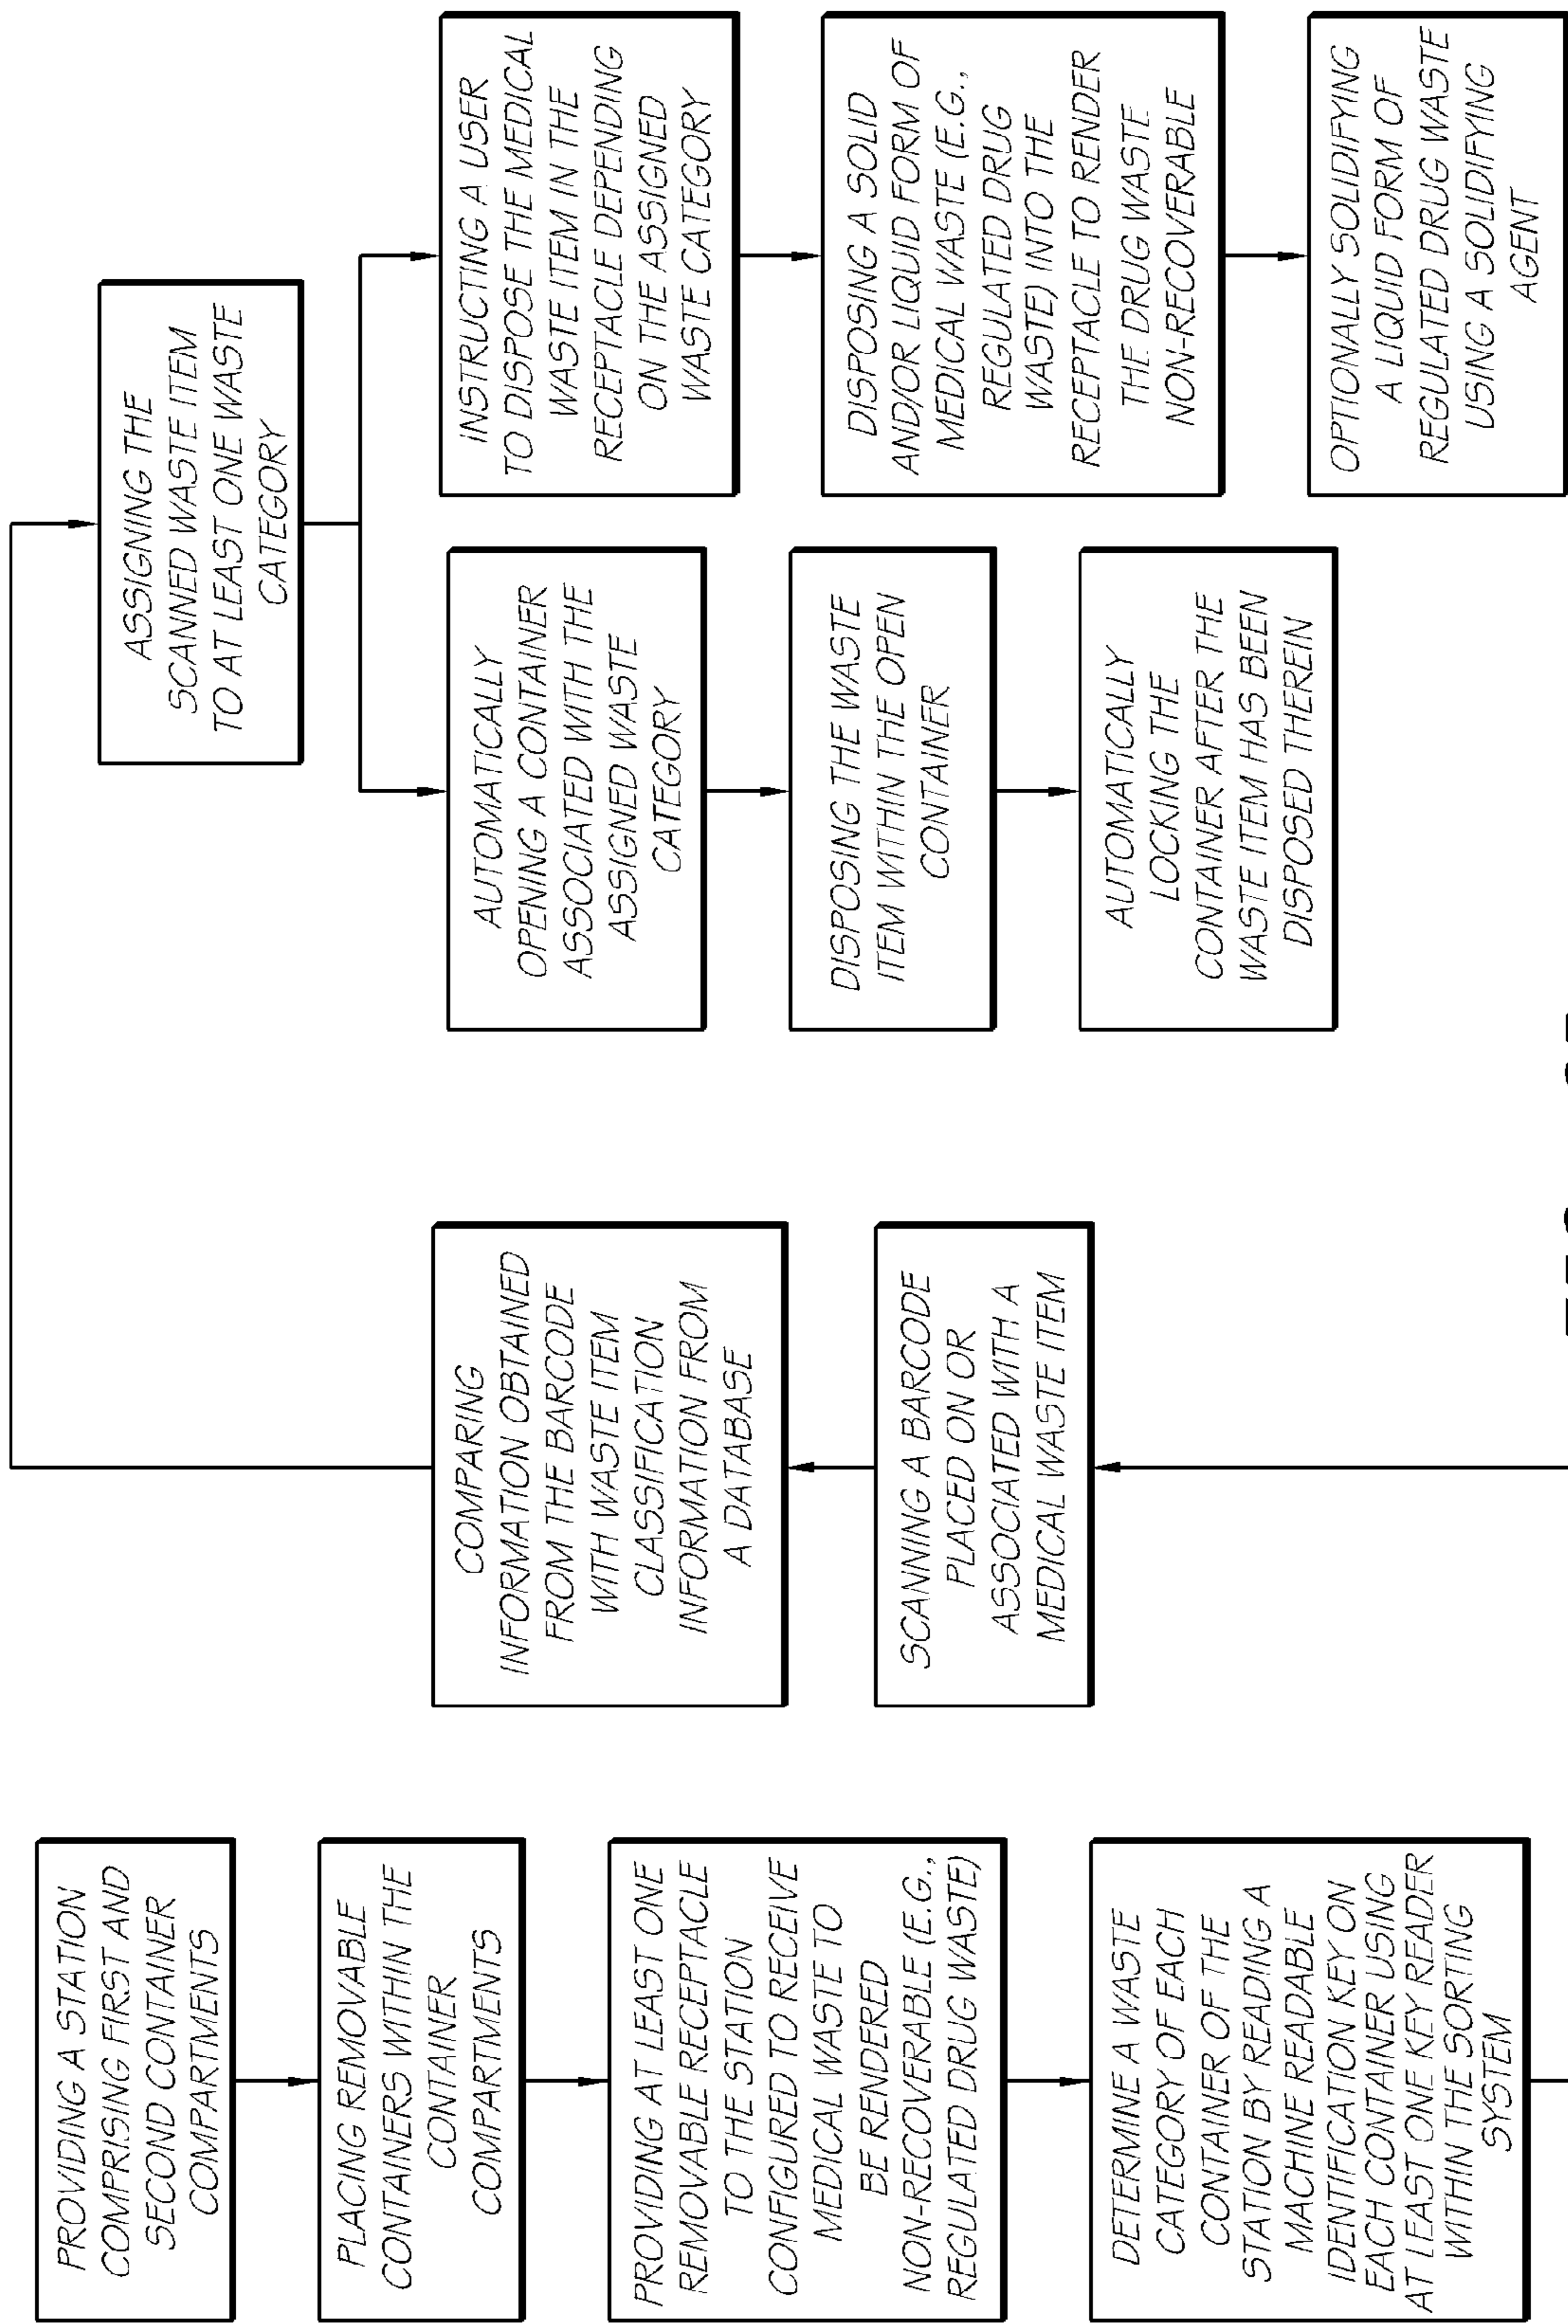 PROVIDING A STATION
COMPRISING FIRST AND
SECOND CONTAINER
COMPARTMENTS
PLACING REMOVABLE
CONTAINERS WITHIN THE
CONTAINER
COMPARTMENTS
PROVIDING AT LEAST ONE
REMOVABLE RECEPTACLE
TO THE STATION
CONFIGURED TO RECEIVE
MEDICAL WASTE TO
BE RENDERED
NON-RECOVERABLE (E.G.,
REGULATED DRUG WASTE)
DETERMINE A WASTE
CATEGORY OF EACH
CONTAINER OF THE
STATION BY READING A
MACHINE READABLE
IDENTIFICATION KEY ON
EACH CONTAINER USING
AT LEAST ONE KEY READER
WITHIN THE SORTING
SYSTEM
SCANNING A BARCODE
PLACED ON OR
ASSOCIATED WITH A
MEDICAL WASTE ITEM
COMPARING
INFORMATION OBTAINED
FROM THE BARCODE
WITH WASTE ITEM
CLASSIFICATION
INFORMATION FROM
A DATABASE
ASSIGNING THE
SCANNED WASTE ITEM
TO AT LEAST ONE WASTE
CATEGORY
AUTOMATICALLY
OPENING A CONTAINER
ASSOCIATED WITH THE
ASSIGNED WASTE
CATEGORY
DISPOSING THE WASTE
ITEM WITHIN THE OPEN
CONTAINER
AUTOMATICALLY
LOCKING THE
CONTAINER AFTER THE
WASTE ITEM HAS BEEN
DISPOSED THEREIN
INSTRUCTING A USER
TO DISPOSE THE MEDICAL
WASTE ITEM IN THE
RECEPTACLE DEPENDING
ON THE ASSIGNED
WASTE CATEGORY
DISPOSING A SOLID
AND/OR LIQUID FORM OF
MEDICAL WASTE (E.G.,
REGULATED DRUG
WASTE) INTO THE
RECEPTACLE TO RENDER
THE DRUG WASTE
NON-RECOVERABLE
OPTIONALLY SOLIDIFYING
A LIQUID FORM OF
REGULATED DRUG WASTE
USING A SOLIDIFYING
AGENT